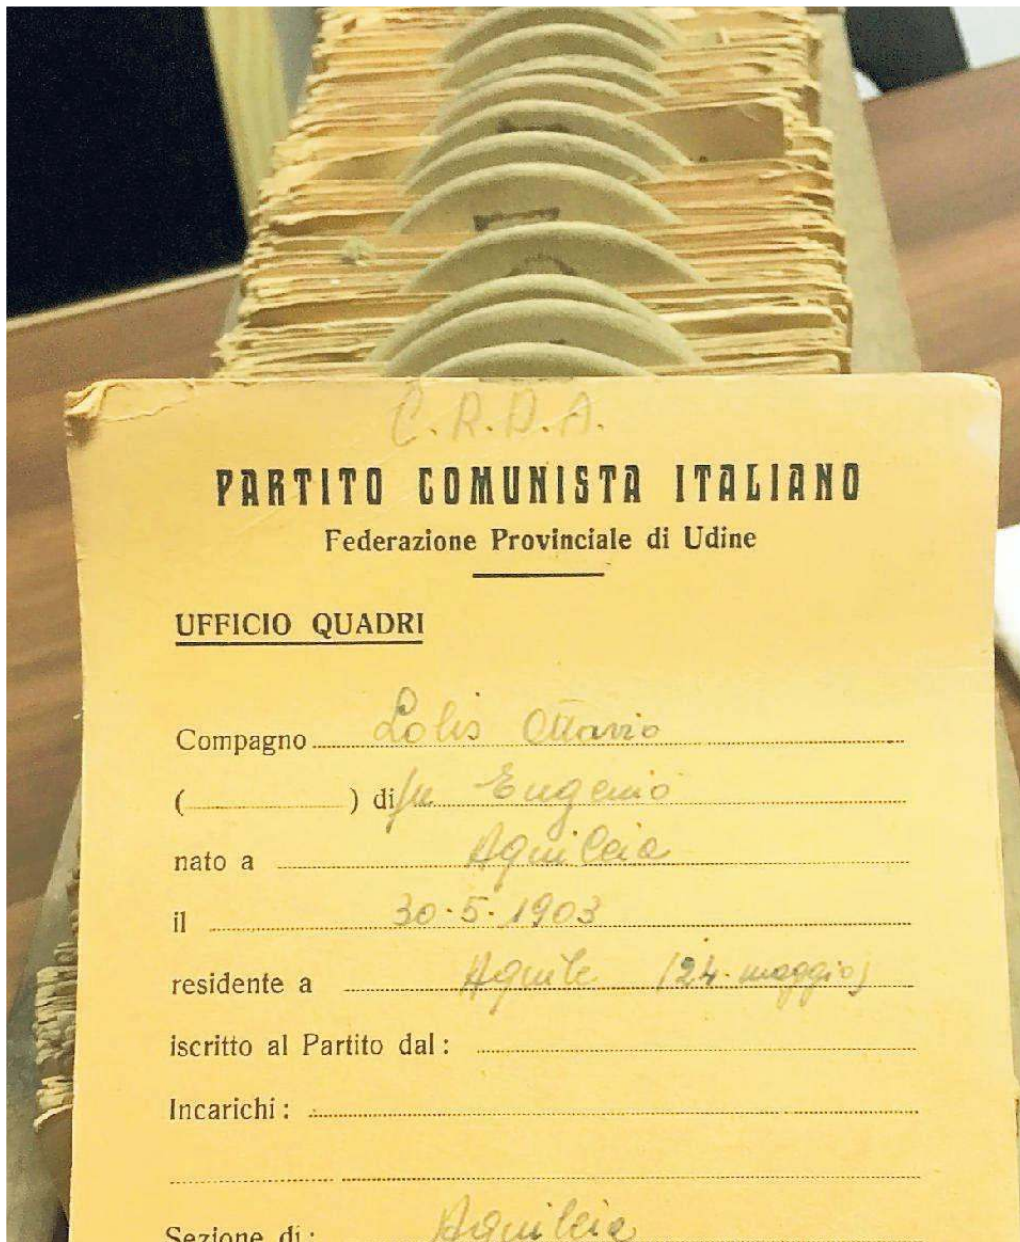 C.R.D.A.
PARTITO COMUNISTA ITALIANO
Federazione Provinciale di Udine
UFFICIO QUADRI
Compagno Lolis Ottavio
( ) di fu Eugenio
nato a Aquileia
il 30·5·1903
residente a Aquile (24 maggio)
iscritto al Partito dal :
Incarichi :
Sezione di : Aquileia